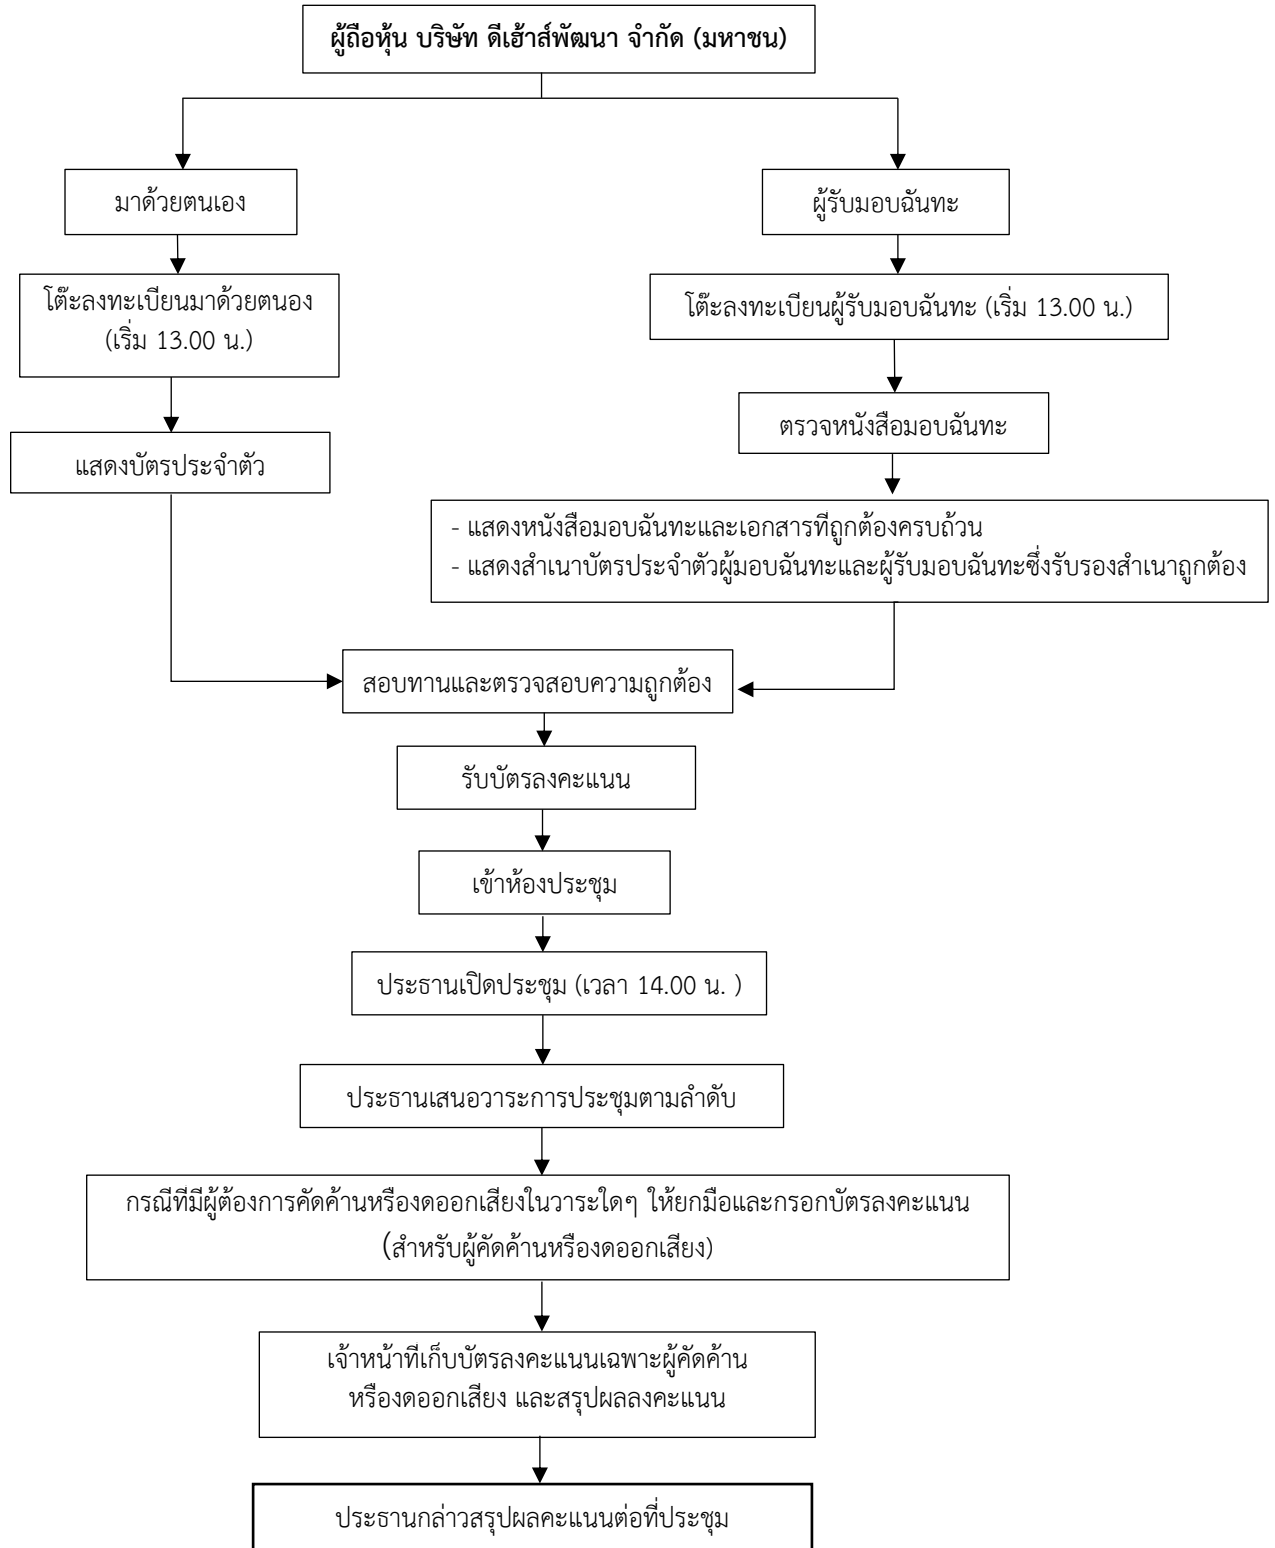 ผู้ถือหุ้น บริษัท ดีเฮ้าส์พัฒนา จำกัด (มหาชน)
มาด้วยตนเอง
ผู้รับมอบฉันทะ
โต๊ะลงทะเบียนมาด้วยตนอง
(เริ่ม 13.00 น.)
โต๊ะลงทะเบียนผู้รับมอบฉันทะ (เริ่ม 13.00 น.)
ตรวจหนังสือมอบฉันทะ
แสดงบัตรประจำตัว
- แสดงหนังสือมอบฉันทะและเอกสารที่ถูกต้องครบถ้วน
- แสดงสำเนาบัตรประจำตัวผู้มอบฉันทะและผู้รับมอบฉันทะซึ่งรับรองสำเนาถูกต้อง
สอบทานและตรวจสอบความถูกต้อง
รับบัตรลงคะแนน
เข้าห้องประชุม
ประธานเปิดประชุม (เวลา 14.00 น. )
ประธานเสนอวาระการประชุมตามลำดับ
กรณีที่มีผู้ต้องการคัดค้านหรืองดออกเสียงในวาระใดๆ ให้ยกมือและกรอกบัตรลงคะแนน
(สำหรับผู้คัดค้านหรืองดออกเสียง)
เจ้าหน้าที่เก็บบัตรลงคะแนนเฉพาะผู้คัดค้าน
หรืองดออกเสียง และสรุปผลลงคะแนน
ประธานกล่าวสรุปผลคะแนนต่อที่ประชุม